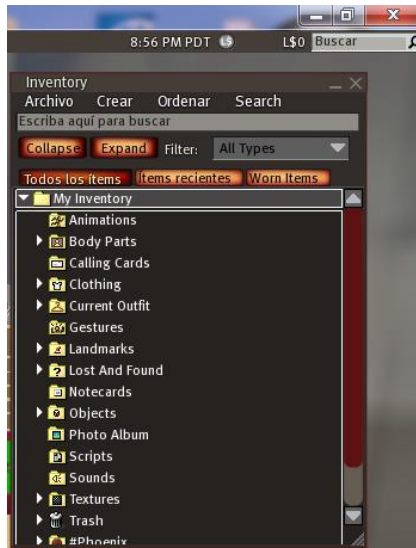 8:56 PM PDT L$0 Buscar
Inventory
Archivo Crear Ordenar Search
Escriba aquí para buscar
Collapse Expand Filter: All Types
Todos los ítems Ítems recientes Worn Items
My Inventory
Animations
Body Parts
Calling Cards
Clothing
Current Outfit
Gestures
Landmarks
Lost And Found
Notecards
Objects
Photo Album
Scripts
Sounds
Textures
Trash
#Phoenix